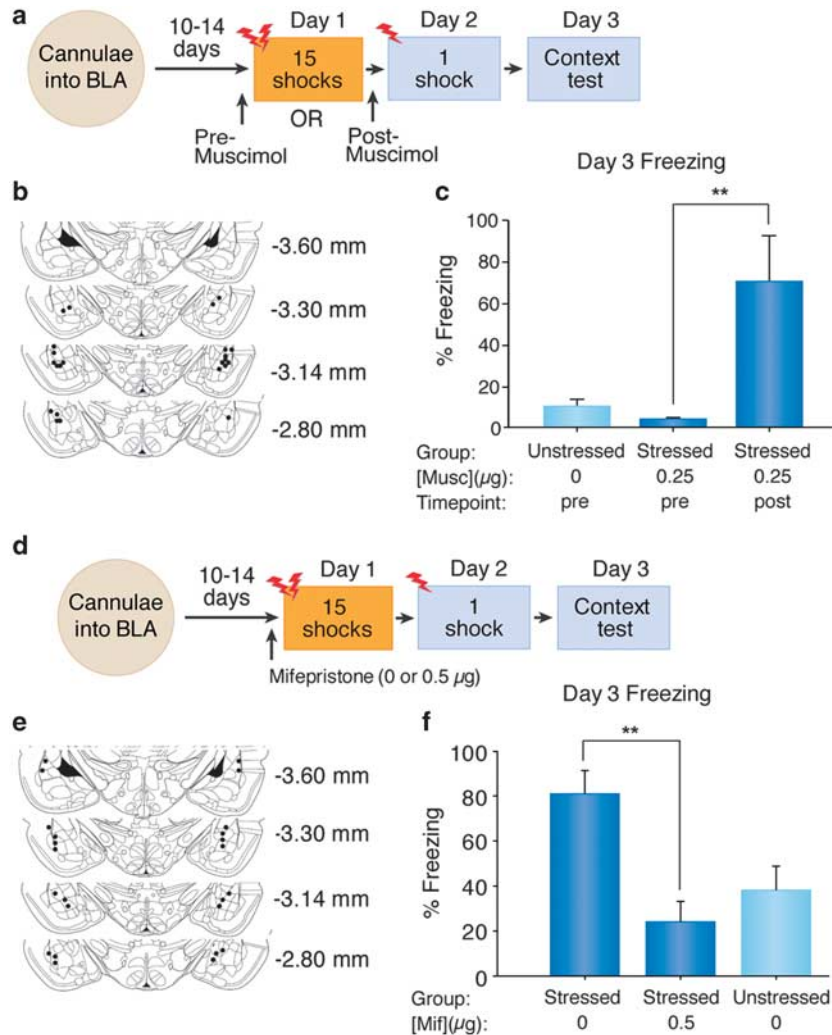 a
Cannulae
into BLA
10-14
days
Day 1
15
shocks
OR
Pre-
Muscimol
Post-
Muscimol
Day 2
1
shock
Day 3
Context
test
b
-3.60 mm
-3.30 mm
-3.14 mm
-2.80 mm
c
Day 3 Freezing
**
% Freezing
100
80
60
40
20
0
Group: Unstressed Stressed Stressed
[Musc](µg): 0 0.25 0.25
Timepoint: pre pre post
d
Cannulae
into BLA
10-14
days
Day 1
15
shocks
Mifepristone (0 or 0.5 µg)
Day 2
1
shock
Day 3
Context
test
e
-3.60 mm
-3.30 mm
-3.14 mm
-2.80 mm
f
Day 3 Freezing
**
% Freezing
100
80
60
40
20
0
Group: Stressed Stressed Unstressed
[Mif](µg): 0 0.5 0